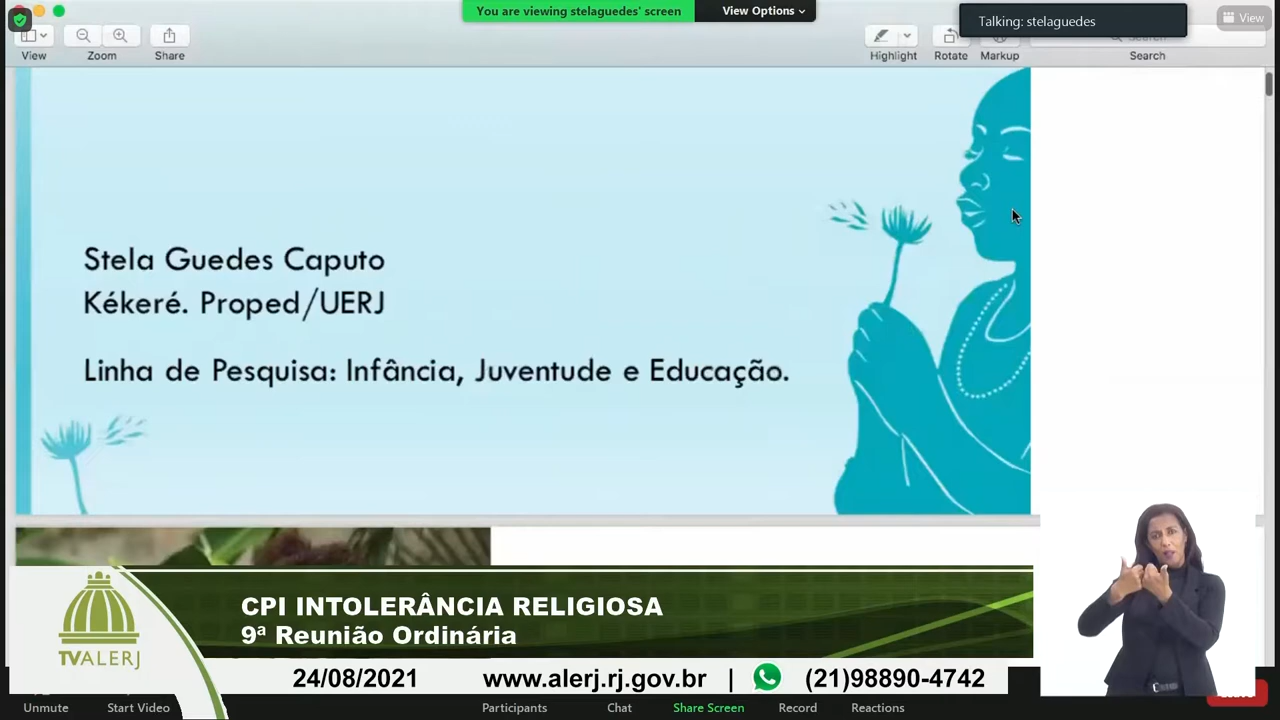 You are viewing stelaguedes' screen
View Options
Talking: stelaguedes
View
View
Zoom
Share
Highlight
Rotate
Markup
Search
Search
Stela Guedes Caputo
Kékeré. Proped/UERJ
Linha de Pesquisa: Infância, Juventude e Educação.
CPI INTOLERÂNCIA RELIGIOSA
9ª Reunião Ordinária
TVALERJ
24/08/2021
www.alerj.rj.gov.br | (21)98890-4742
Unmute
Start Video
Participants
Chat
Share Screen
Record
Reactions